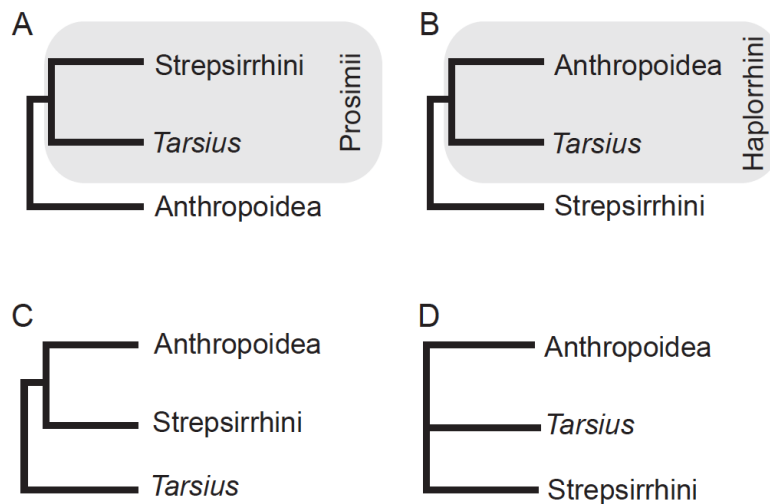 A
Strepsirrhini
Tarsius
Prosimii
Anthropoidea
B
Anthropoidea
Tarsius
Haplorrhini
Strepsirrhini
C
Anthropoidea
Strepsirrhini
Tarsius
D
Anthropoidea
Tarsius
Strepsirrhini